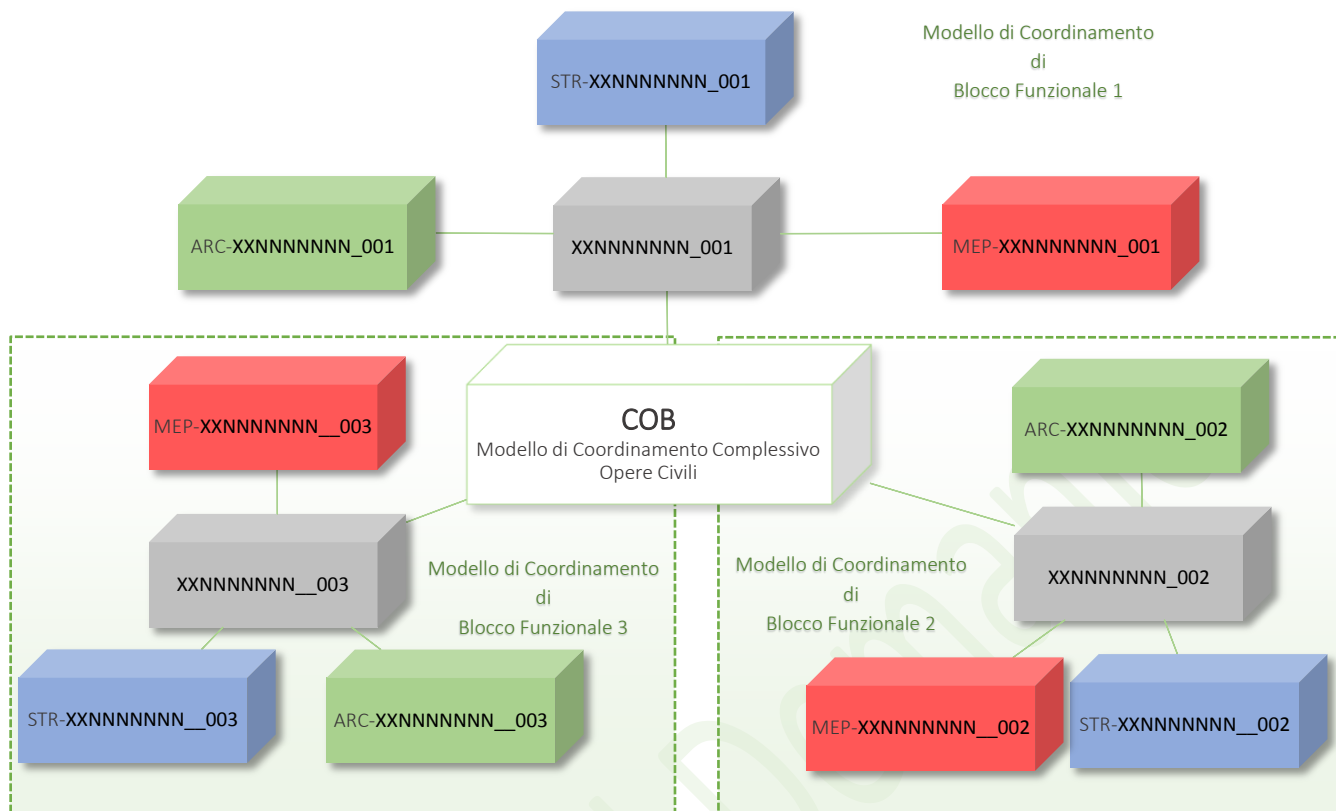 Modello di Coordinamento
di
Blocco Funzionale 1
STR-XXNNNNNNN_001
ARC-XXNNNNNNN_001
XXNNNNNNN_001
MEP-XXNNNNNNN_001
COB
Modello di Coordinamento Complessivo
Opere Civili
MEP-XXNNNNNNN__003
XXNNNNNNN__003
Modello di Coordinamento
di
Blocco Funzionale 3
STR-XXNNNNNNN__003
ARC-XXNNNNNNN__003
ARC-XXNNNNNNN_002
Modello di Coordinamento
di
Blocco Funzionale 2
XXNNNNNNN_002
MEP-XXNNNNNNN__002
STR-XXNNNNNNN__002